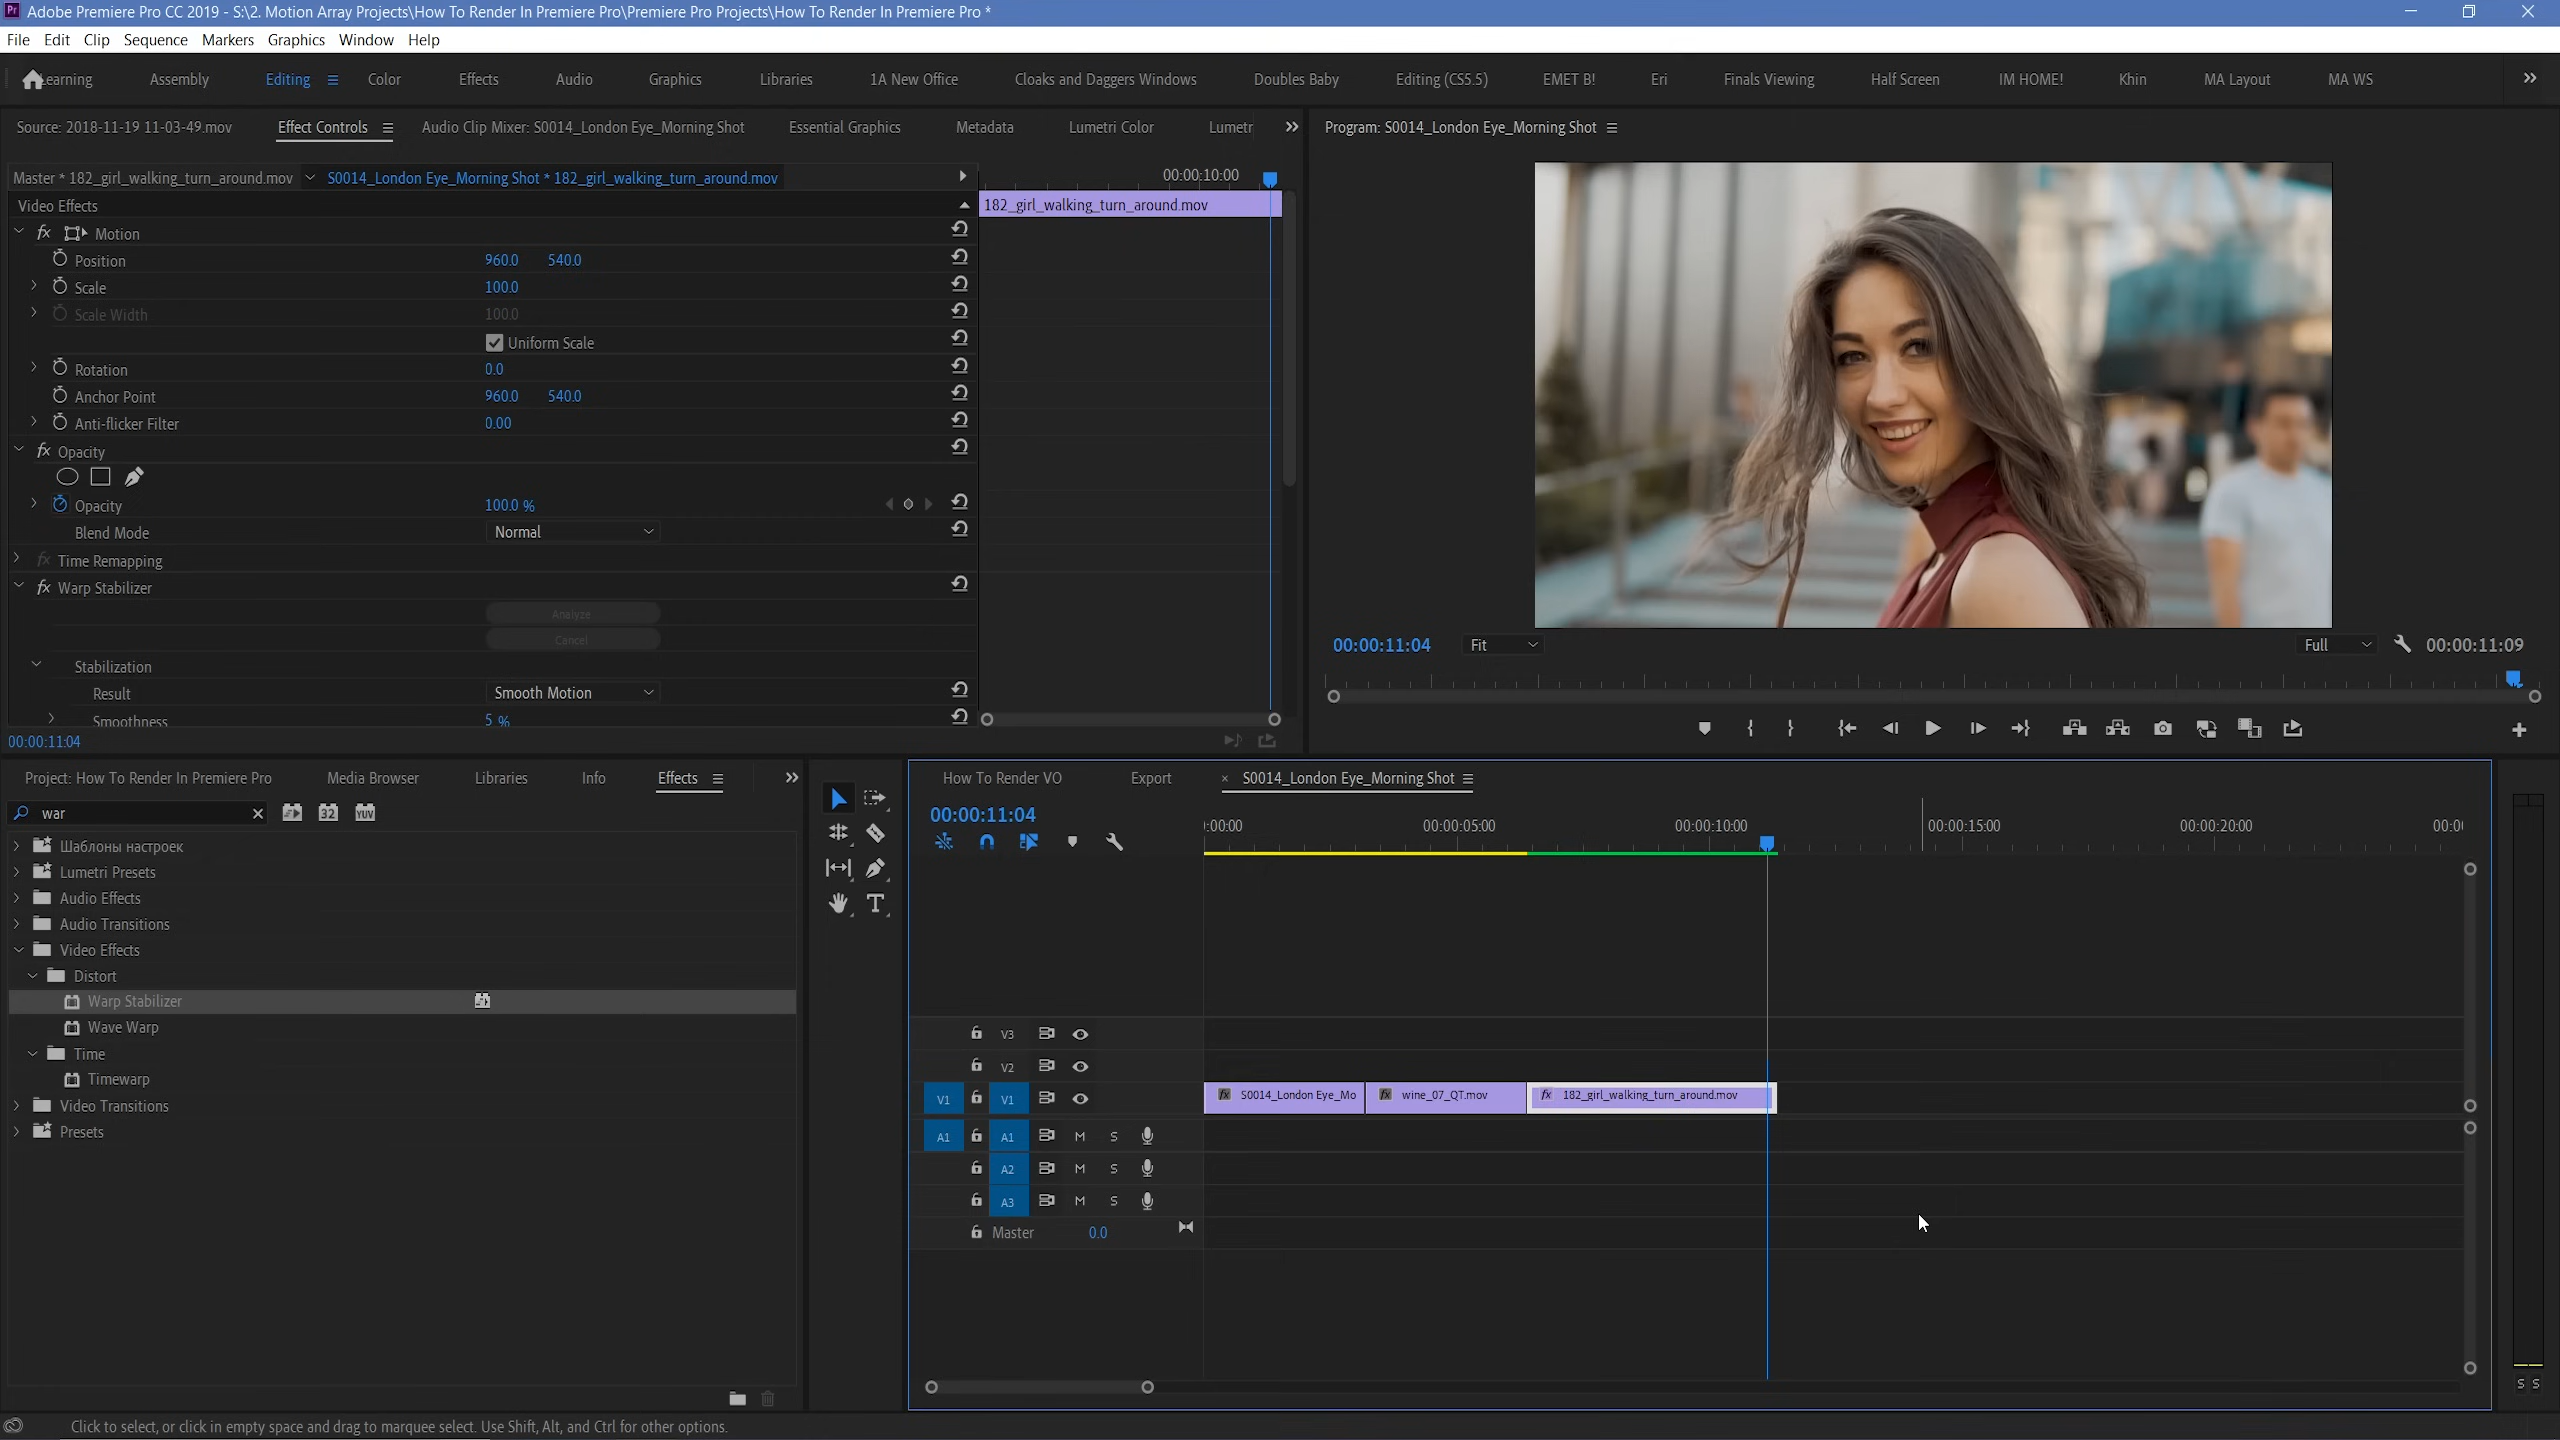 Adobe Premiere Pro CC 2019 - S:\2. Motion Array Projects\How To Render In Premiere Pro\Premiere Pro Projects\How To Render In Premiere Pro *
File Edit Clip Sequence Markers Graphics Window Help
earning Assembly Editing Color Effects Audio Graphics Libraries 1A New Office Cloaks and Daggers Windows Doubles Baby Editing (CS5.5) EMET B! Eri Finals Viewing Half Screen IM HOME! Khin MA Layout MA WS
Source: 2018-11-19 11-03-49.mov Effect Controls Audio Clip Mixer: S0014_London Eye_Morning Shot Essential Graphics Metadata Lumetri Color Lumetr
Master * 182_girl_walking_turn_around.mov S0014_London Eye_Morning Shot * 182_girl_walking_turn_around.mov 00:00:10:00
Video Effects 182_girl_walking_turn_around.mov
fx Motion
Position 960.0 540.0
Scale 100.0
Scale Width 100.0
Uniform Scale
Rotation 0.0
Anchor Point 960.0 540.0
Anti-flicker Filter 0.00
fx Opacity
Opacity 100.0 %
Blend Mode Normal
fx Time Remapping
fx Warp Stabilizer
Analyze
Cancel
Stabilization
Result Smooth Motion
Smoothness 5 %
00:00:11:04
Program: S0014_London Eye_Morning Shot
00:00:11:04 Fit Full 00:00:11:09
Project: How To Render In Premiere Pro Media Browser Libraries Info Effects
war 32 YUV
Шаблоны настроек
Lumetri Presets
Audio Effects
Audio Transitions
Video Effects
Distort
Warp Stabilizer
Wave Warp
Time
Timewarp
Video Transitions
Presets
How To Render VO Export × S0014_London Eye_Morning Shot
00:00:11:04
:00:00 00:00:05:00 00:00:10:00 00:00:15:00 00:00:20:00 00:0
V3
V2
V1 V1 fx S0014_London Eye_Mo fx wine_07_QT.mov fx 182_girl_walking_turn_around.mov
A1 A1 M S
A2 M S
A3 M S
Master 0.0
S S
Click to select, or click in empty space and drag to marquee select. Use Shift, Alt, and Ctrl for other options.